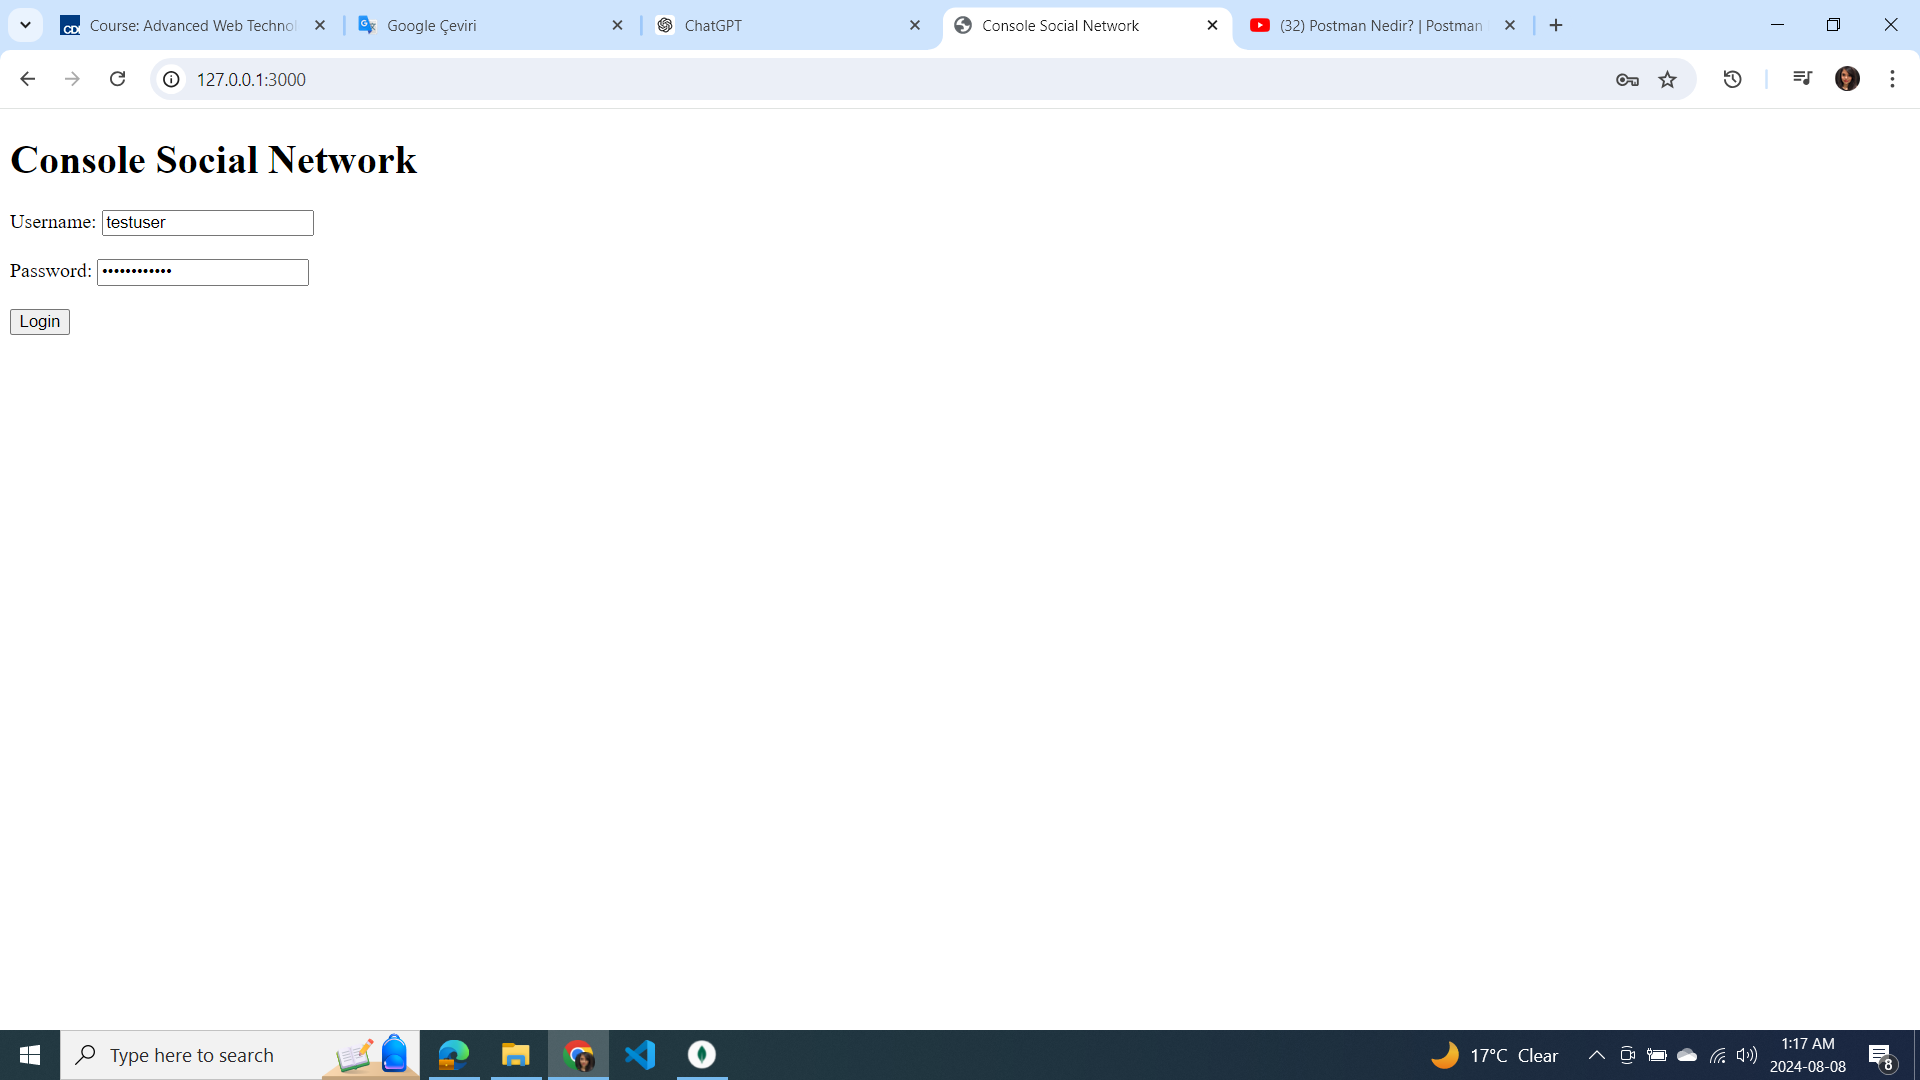 Course: Advanced Web Technol
Google Çeviri
ChatGPT
Console Social Network
(32) Postman Nedir? | Postman
127.0.0.1:3000
Console Social Network
Username: testuser
Password: ••••••••••••
Login
Type here to search
17°C Clear
1:17 AM
2024-08-08
8